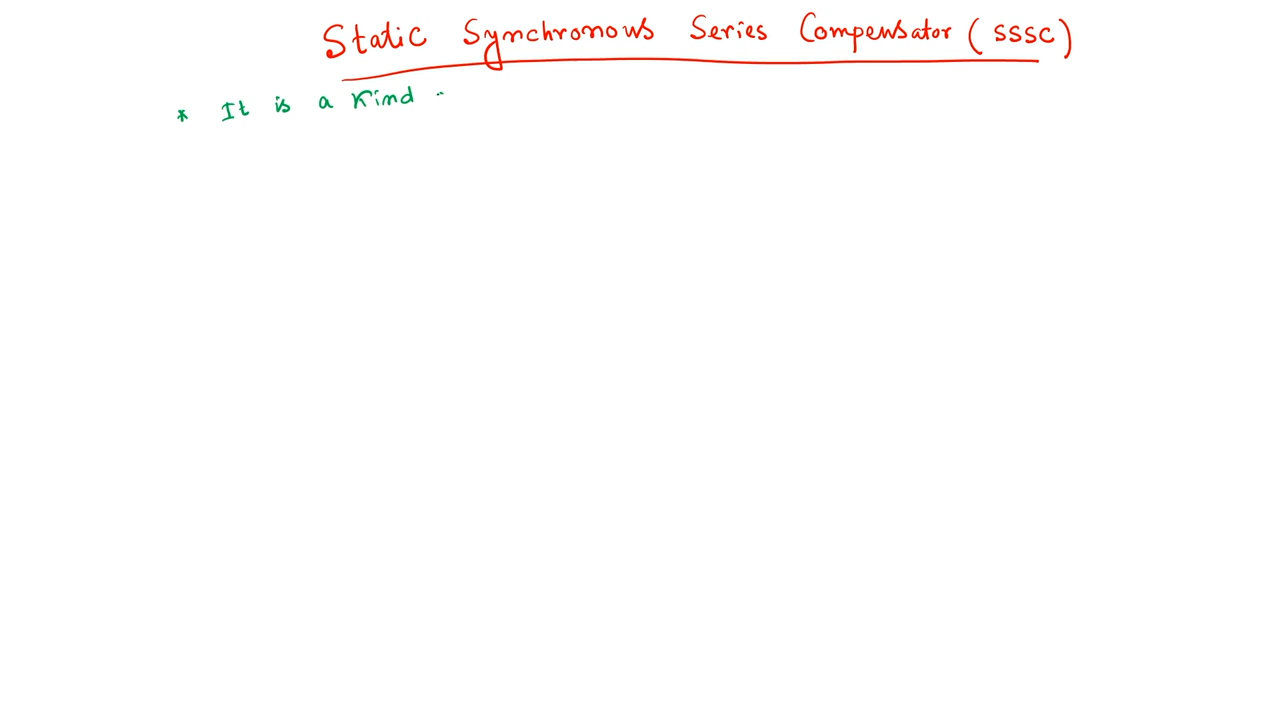 Static Synchronous Series Compensator (SSSC)
* It is a kind